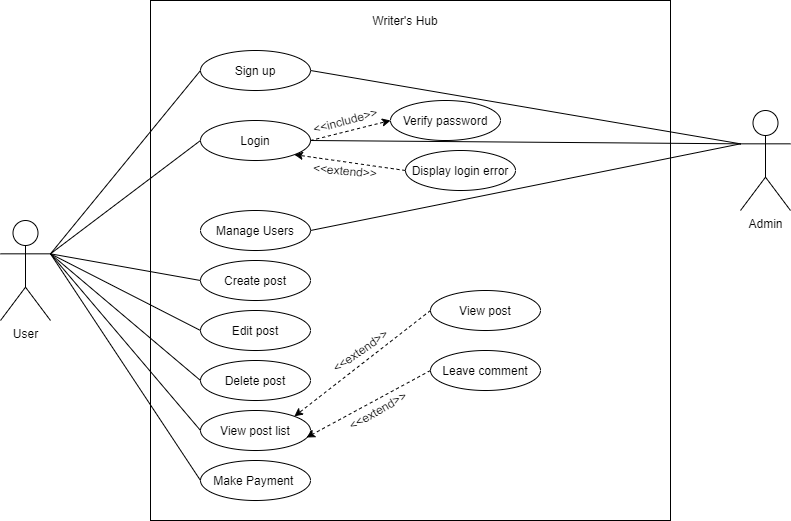 Writer's Hub
Sign up
<<include>>
Verify password
Login
Display login error
<<extend>>
Admin
Manage Users
Create post
View post
Edit post
User
<<extend>>
Leave comment
Delete post
<<extend>>
View post list
Make Payment